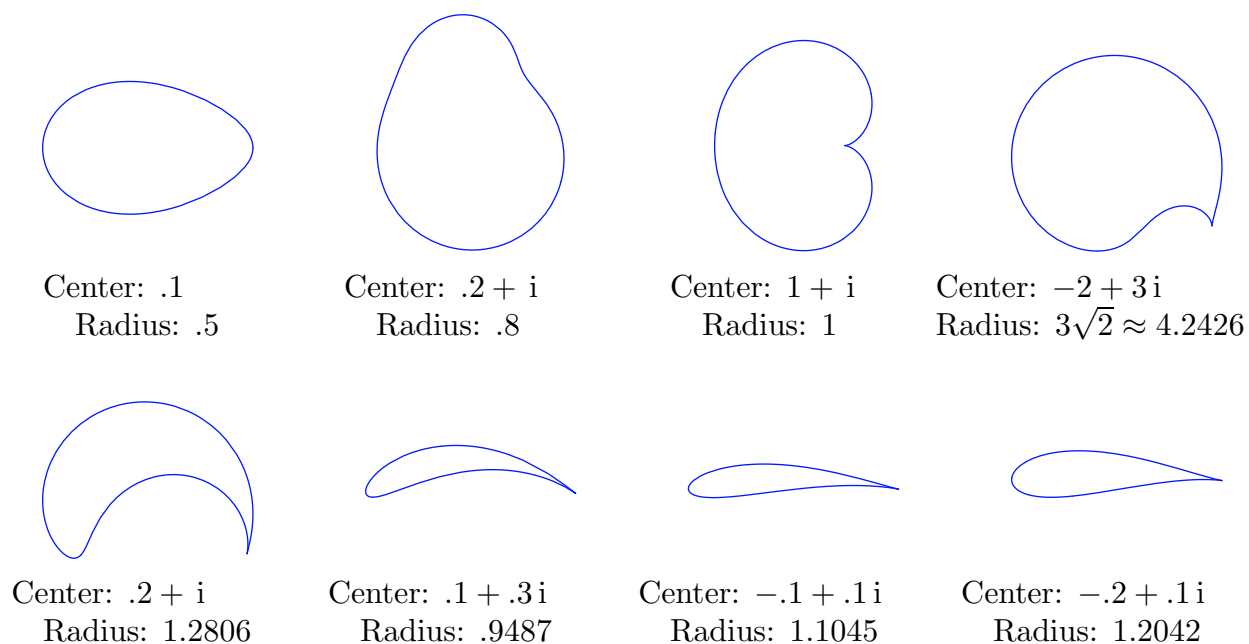 Center: .1
Radius: .5
Center: .2 + i
Radius: .8
Center: 1 + i
Radius: 1
Center: −2 + 3 i
Radius: 3√2 ≈ 4.2426
Center: .2 + i
Radius: 1.2806
Center: .1 + .3 i
Radius: .9487
Center: −.1 + .1 i
Radius: 1.1045
Center: −.2 + .1 i
Radius: 1.2042